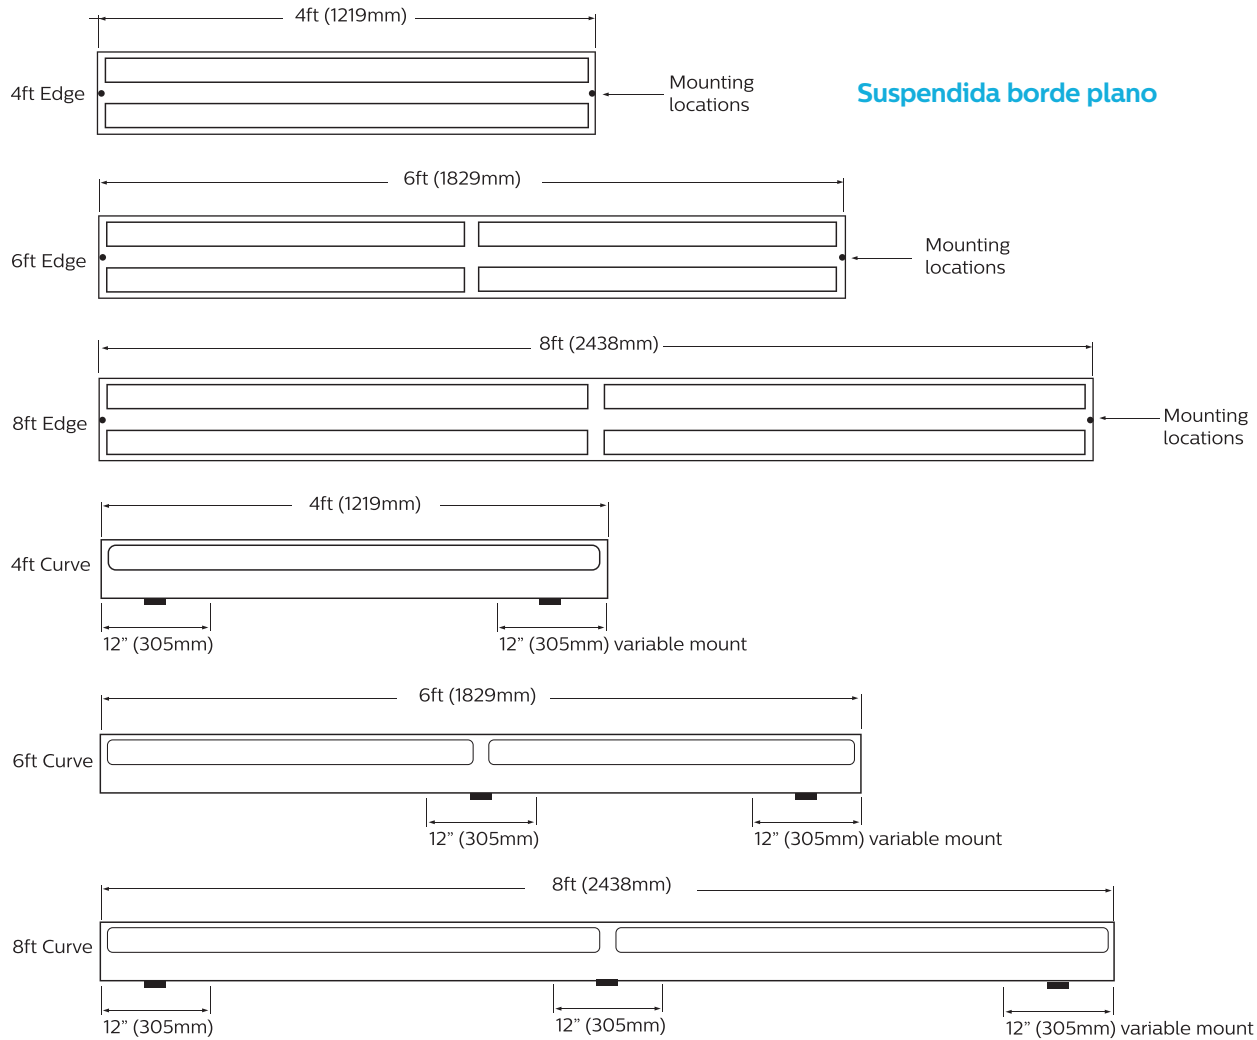 4ft (1219mm)
4ft Edge
Mounting
locations
Suspendida borde plano
6ft (1829mm)
6ft Edge
Mounting
locations
8ft (2438mm)
8ft Edge
Mounting
locations
4ft (1219mm)
4ft Curve
12” (305mm)
12” (305mm) variable mount
6ft (1829mm)
6ft Curve
12” (305mm)
12” (305mm) variable mount
8ft (2438mm)
8ft Curve
12” (305mm)
12” (305mm)
12” (305mm) variable mount